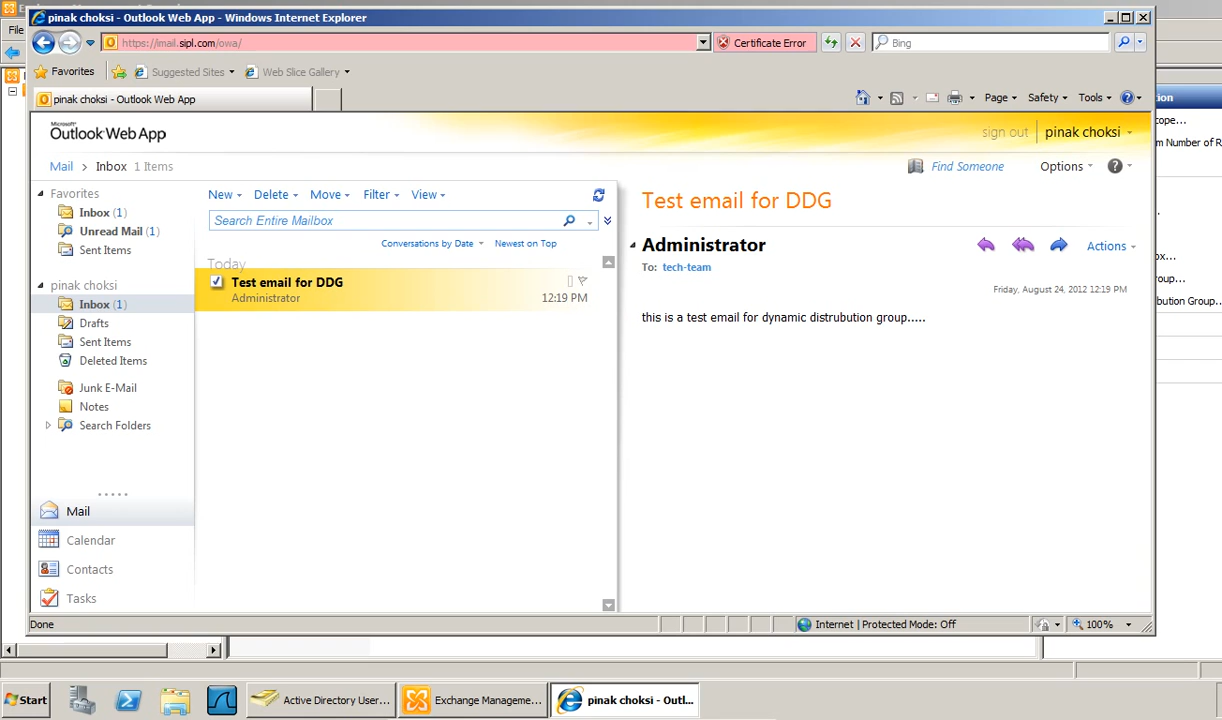 pinak choksi - Outlook Web App - Windows Internet Explorer
File
https://imail.sipl.com/owa/
Certificate Error
Bing
Favorites
Suggested Sites
Web Slice Gallery
pinak choksi - Outlook Web App
Page
Safety
Tools
Microsoft
Outlook Web App
sign out
pinak choksi
Mail > Inbox 1 Items
Find Someone
Options
Favorites
Inbox (1)
Unread Mail (1)
Sent Items
pinak choksi
Inbox (1)
Drafts
Sent Items
Deleted Items
Junk E-Mail
Notes
Search Folders
Mail
Calendar
Contacts
Tasks
New
Delete
Move
Filter
View
Search Entire Mailbox
Conversations by Date
Newest on Top
Today
Test email for DDG
Administrator
12:19 PM
Test email for DDG
Administrator
Actions
To: tech-team
Friday, August 24, 2012 12:19 PM
this is a test email for dynamic distrubution group.....
Done
Internet | Protected Mode: Off
100%
Start
Active Directory User...
Exchange Manageme...
pinak choksi - Outl...